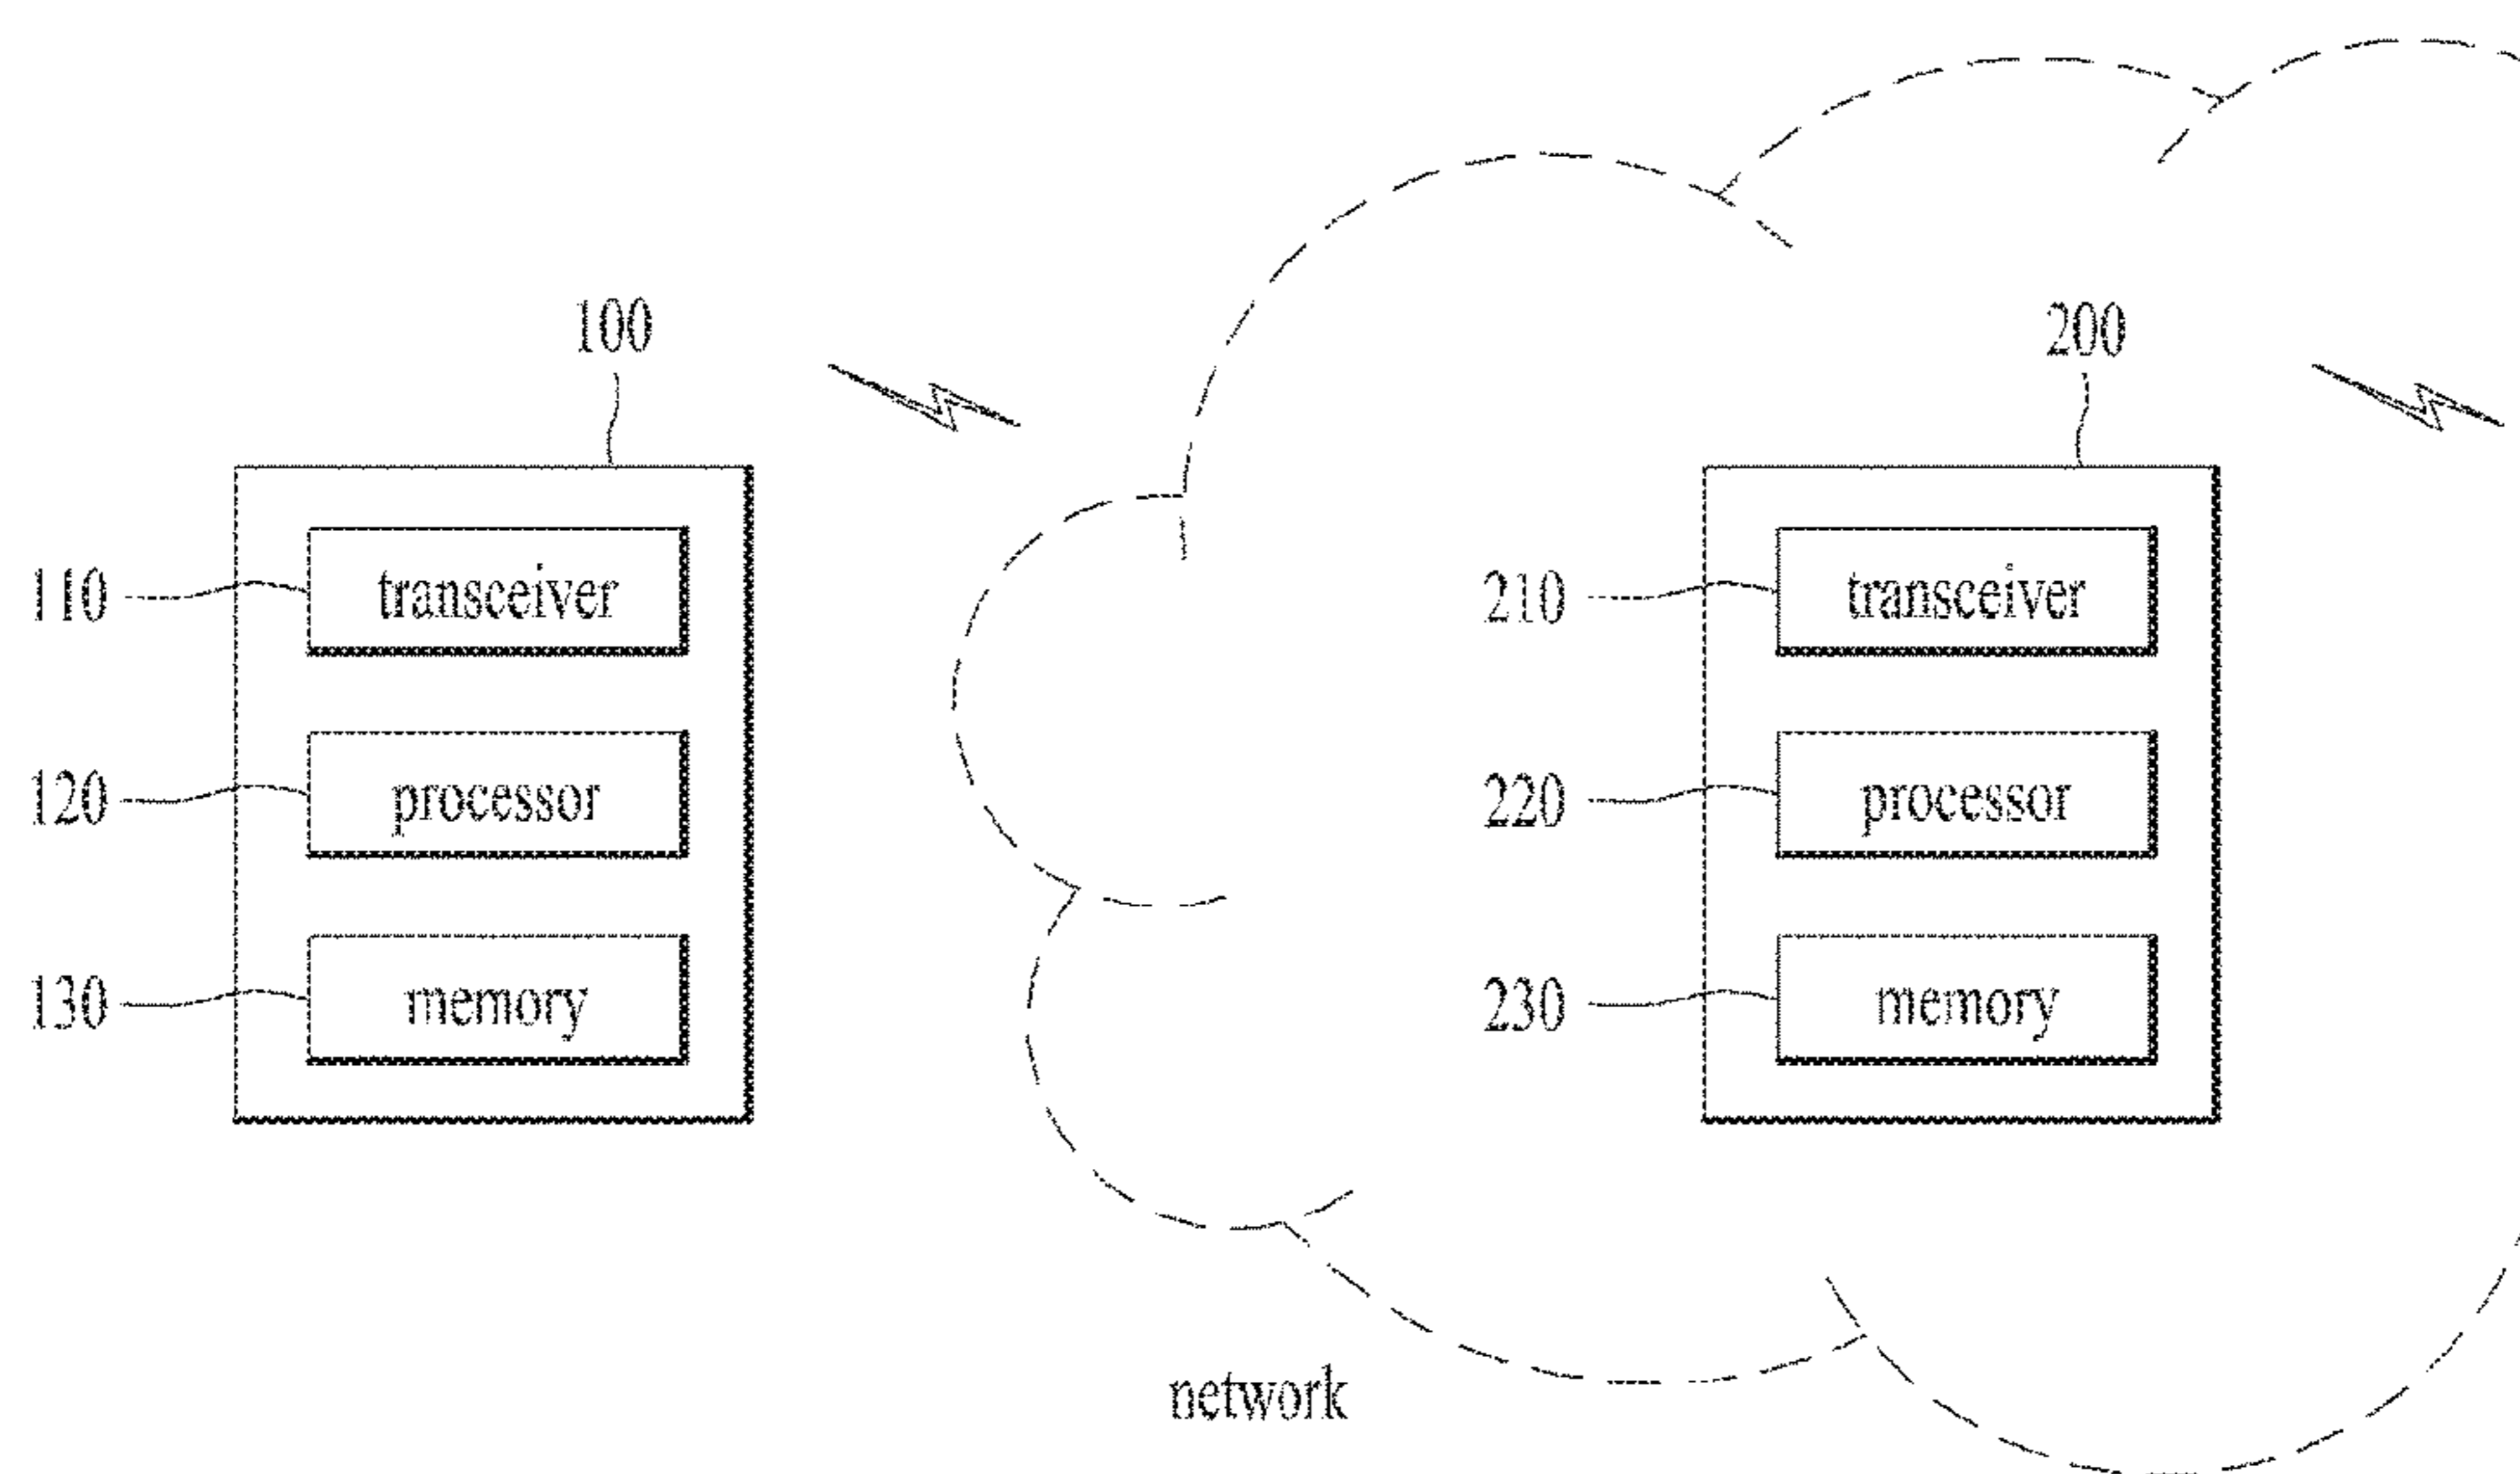 100
200
110 transceiver
210 transceiver
120 processor
220 processor
130 memory
230 memory
network